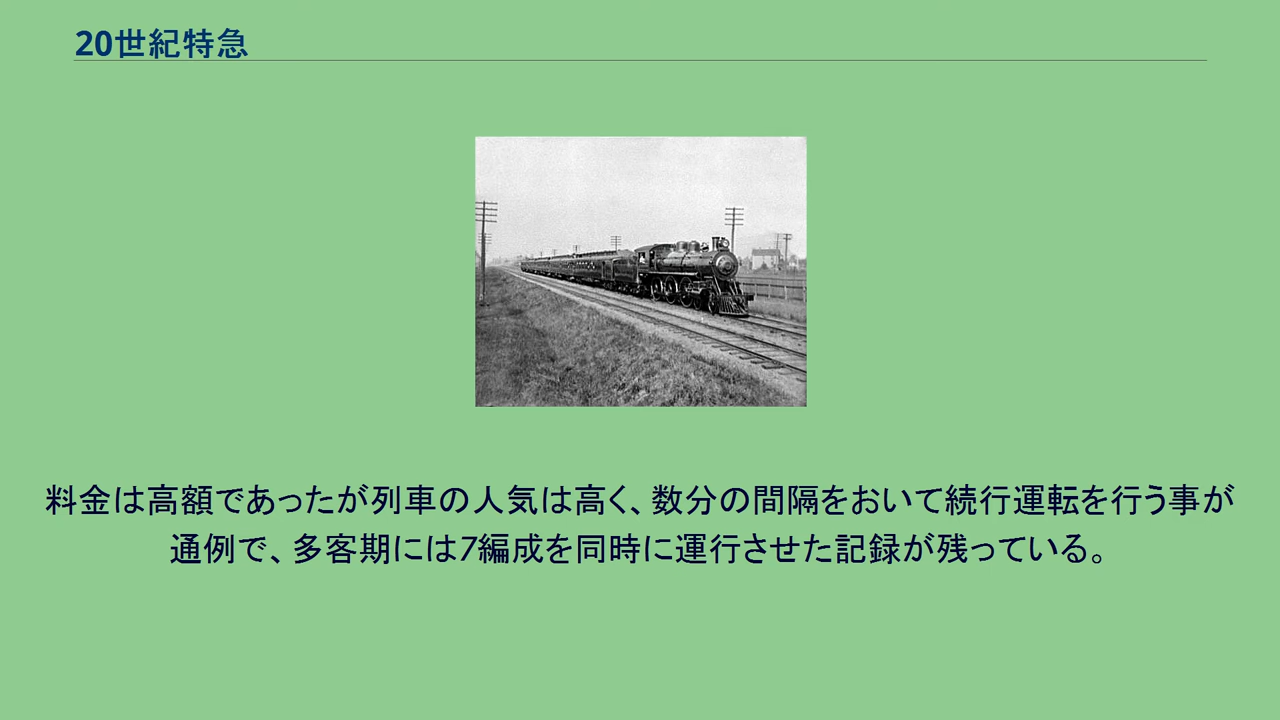 20世紀特急
料金は高額であったが列車の人気は高く、数分の間隔をおいて続行運転を行う事が
通例で、多客期には7編成を同時に運行させた記録が残っている。